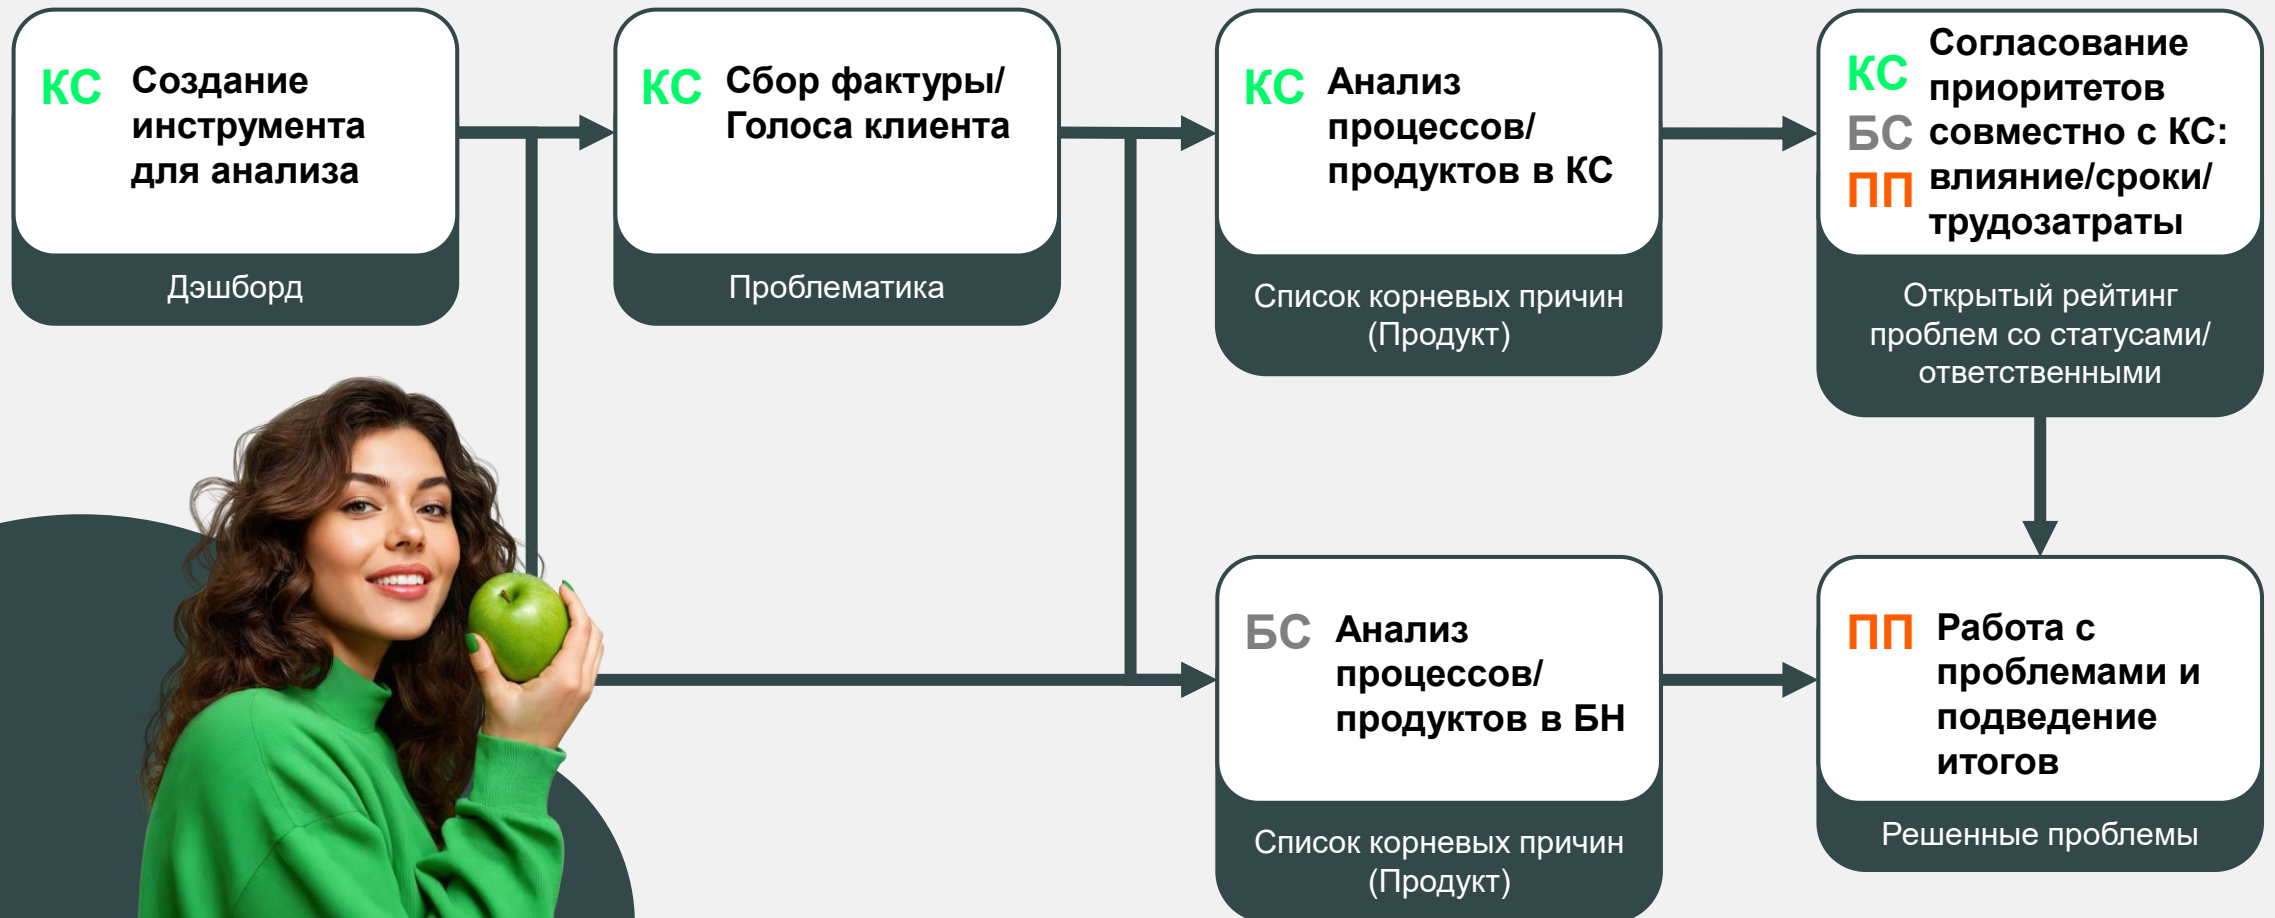 КС
Создание
инструмента
для анализа
Дэшборд
КС
Сбор фактуры/
Голоса клиента
Проблематика
КС
Анализ
процессов/
продуктов в КС
Список корневых причин
(Продукт)
КС
БС
ПП
Согласование
приоритетов
совместно с КС:
влияние/сроки/
трудозатраты
Открытый рейтинг
проблем со статусами/
ответственными
БС
Анализ
процессов/
продуктов в БН
Список корневых причин
(Продукт)
ПП
Работа с
проблемами и
подведение
итогов
Решенные проблемы